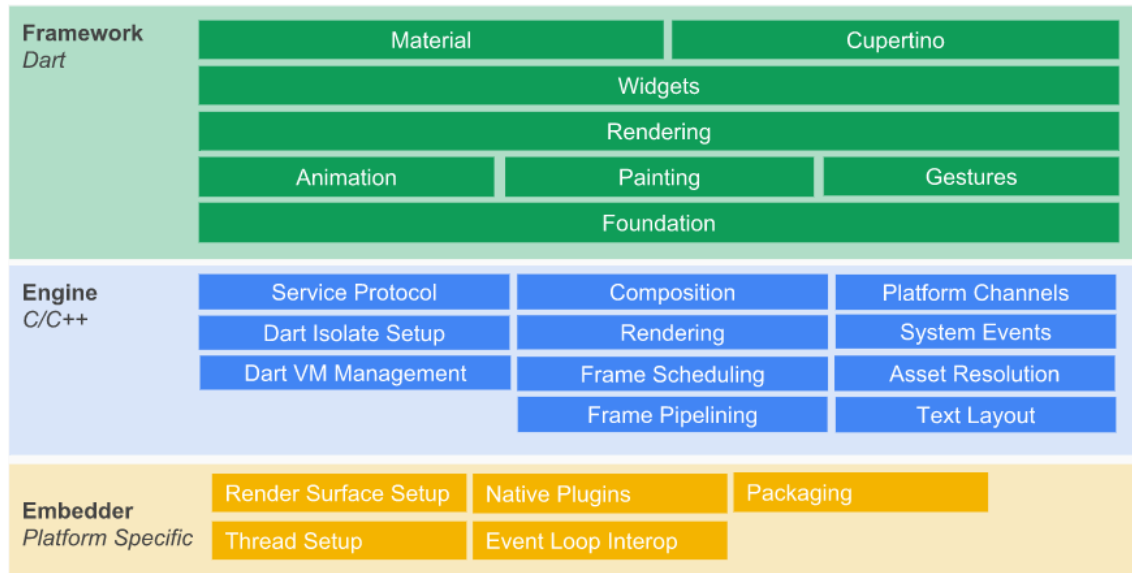 Framework
Dart
Material
Cupertino
Widgets
Rendering
Animation
Painting
Gestures
Foundation
Engine
C/C++
Service Protocol
Composition
Platform Channels
Dart Isolate Setup
Rendering
System Events
Dart VM Management
Frame Scheduling
Asset Resolution
Frame Pipelining
Text Layout
Embedder
Platform Specific
Render Surface Setup
Native Plugins
Packaging
Thread Setup
Event Loop Interop